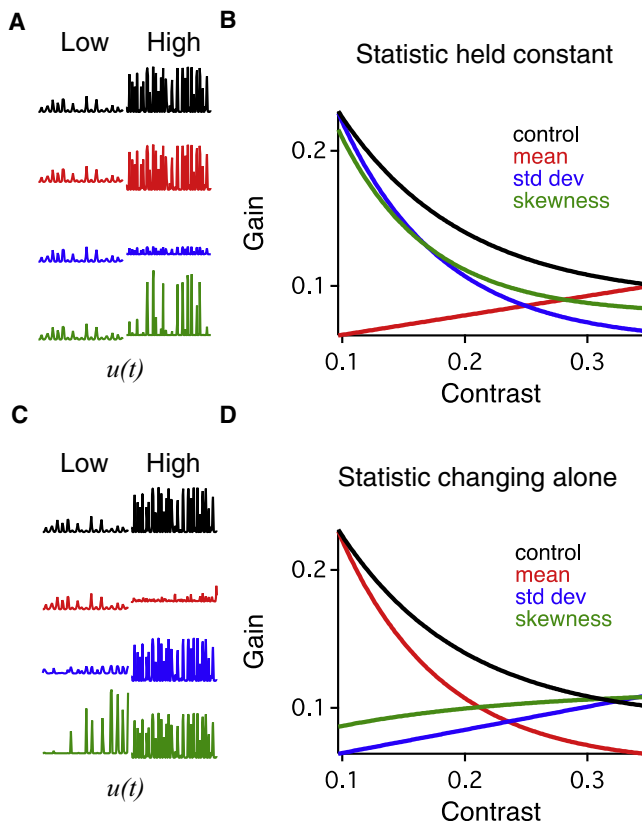 A
Low High
u(t)
B
Statistic held constant
control
mean
std dev
skewness
Gain
0.2
0.1
0.1 0.2 0.3
Contrast
C
Low High
u(t)
D
Statistic changing alone
control
mean
std dev
skewness
Gain
0.2
0.1
0.1 0.2 0.3
Contrast